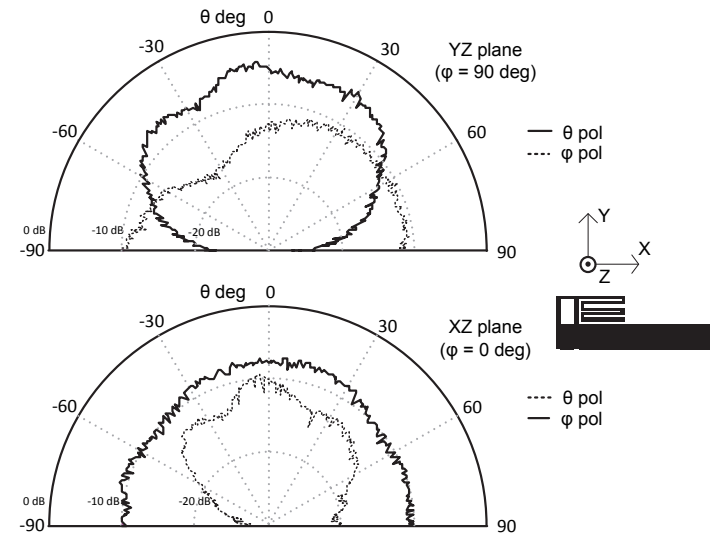 θ deg 0
-30
30
YZ plane
(φ = 90 deg)
-60
60
θ pol
φ pol
0 dB
-10 dB
-20 dB
-90
90
Y
X
Z
θ deg 0
-30
30
XZ plane
(φ = 0 deg)
-60
60
θ pol
φ pol
0 dB
-10 dB
-20 dB
-90
90